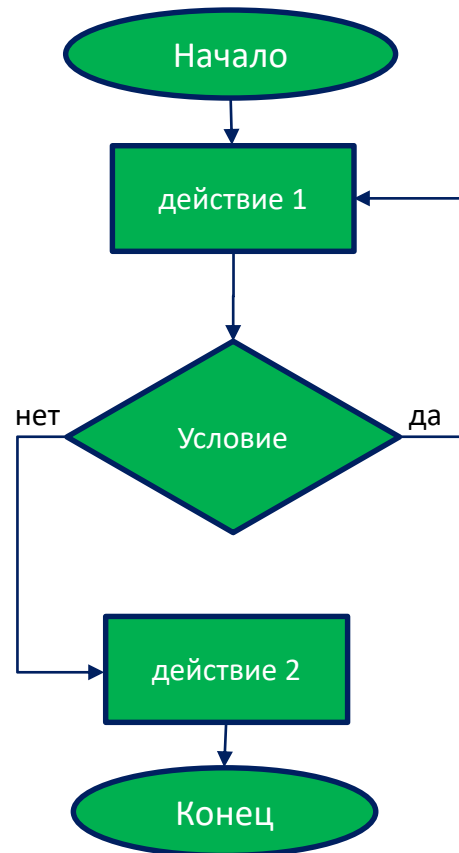 Начало
действие 1
нет
да
Условие
действие 2
Конец